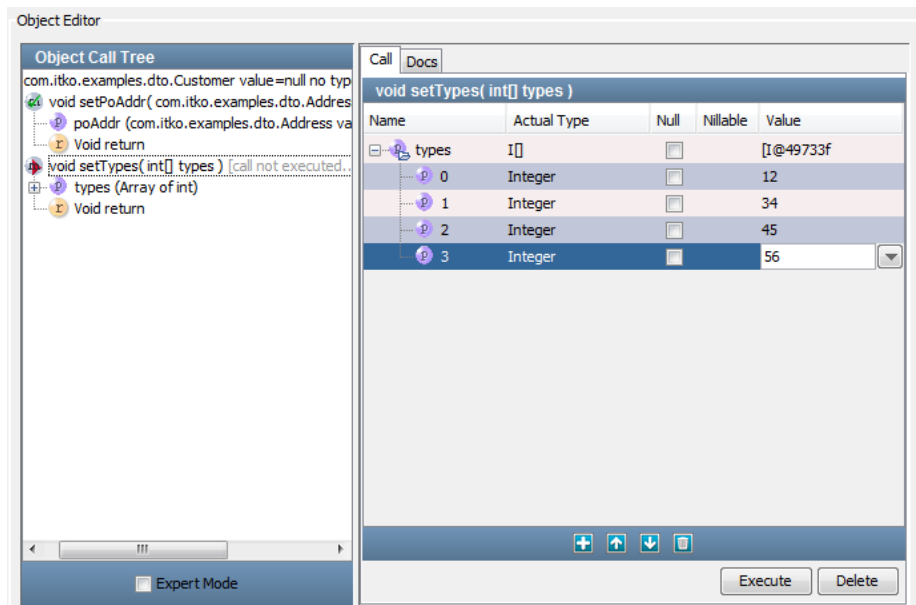 Object Editor
Object Call Tree
com.itko.examples.dto.Customer value=null no typ
void setPoAddr( com.itko.examples.dto.Addres
poAddr (com.itko.examples.dto.Address va
Void return
void setTypes( int[] types ) [call not executed..
types (Array of int)
Void return
Expert Mode
Call Docs
void setTypes( int[] types )
Name Actual Type Null Nillable Value
types I[] [I@49733f
0 Integer 12
1 Integer 34
2 Integer 45
3 Integer 56
Execute Delete